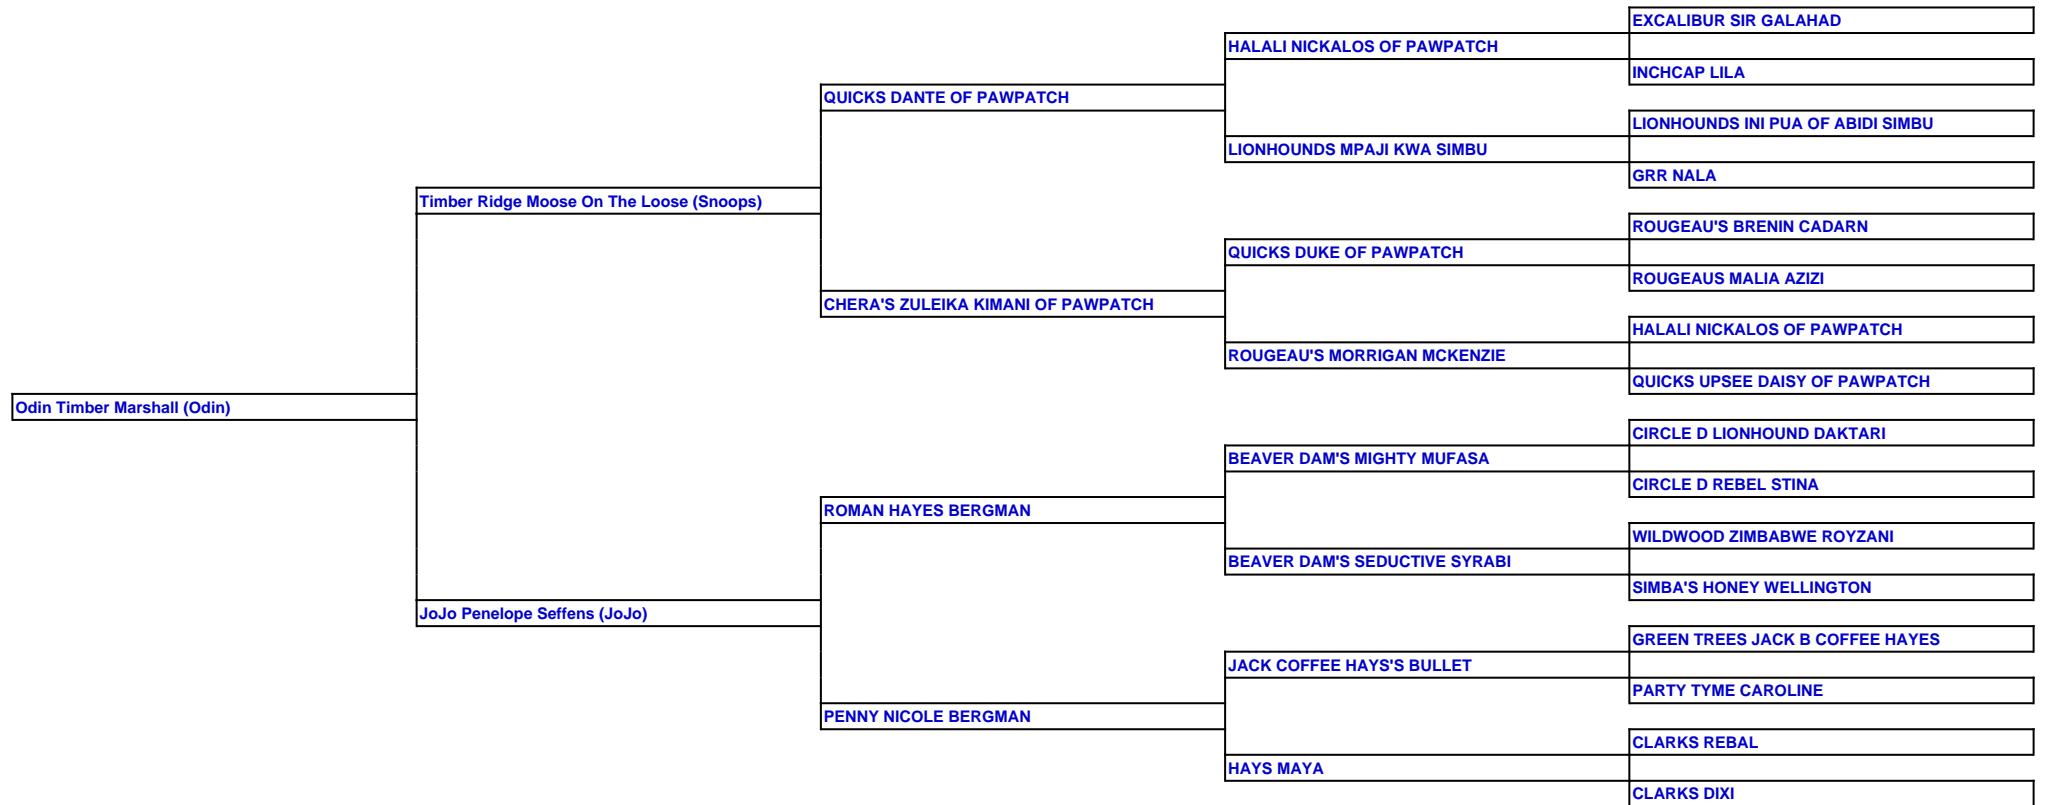 EXCALIBUR SIR GALAHAD
HALALI NICKALOS OF PAWPATCH
INCHCAP LILA
QUICKS DANTE OF PAWPATCH
LIONHOUNDS INI PUA OF ABIDI SIMBU
LIONHOUNDS MPAJI KWA SIMBU
GRR NALA
Timber Ridge Moose On The Loose (Snoops)
ROUGEAU'S BRENIN CADARN
QUICKS DUKE OF PAWPATCH
ROUGEAUS MALIA AZIZI
CHERA'S ZULEIKA KIMANI OF PAWPATCH
HALALI NICKALOS OF PAWPATCH
ROUGEAU'S MORRIGAN MCKENZIE
QUICKS UPSEE DAISY OF PAWPATCH
Odin Timber Marshall (Odin)
CIRCLE D LIONHOUND DAKTARI
BEAVER DAM'S MIGHTY MUFASA
CIRCLE D REBEL STINA
ROMAN HAYES BERGMAN
WILDWOOD ZIMBABWE ROYZANI
BEAVER DAM'S SEDUCTIVE SYRABI
SIMBA'S HONEY WELLINGTON
JoJo Penelope Seffens (JoJo)
GREEN TREES JACK B COFFEE HAYES
JACK COFFEE HAYS'S BULLET
PARTY TYME CAROLINE
PENNY NICOLE BERGMAN
CLARKS REBAL
HAYS MAYA
CLARKS DIXI